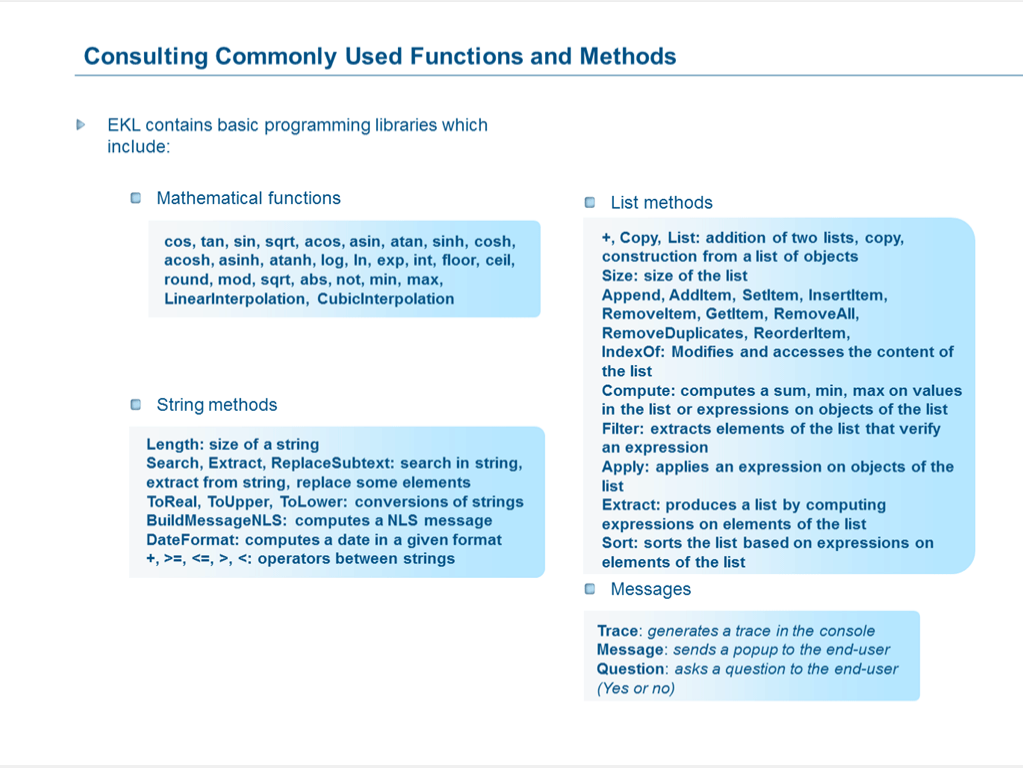 Consulting Commonly Used Functions and Methods
EKL contains basic programming libraries which
include:
Mathematical functions
cos, tan, sin, sqrt, acos, asin, atan, sinh, cosh,
acosh, asinh, atanh, log, ln, exp, int, floor, ceil,
round, mod, sqrt, abs, not, min, max,
LinearInterpolation, CubicInterpolation
String methods
Length: size of a string
Search, Extract, ReplaceSubtext: search in string,
extract from string, replace some elements
ToReal, ToUpper, ToLower: conversions of strings
BuildMessageNLS: computes a NLS message
DateFormat: computes a date in a given format
+, >=, <=, >, <: operators between strings
List methods
+, Copy, List: addition of two lists, copy,
construction from a list of objects
Size: size of the list
Append, AddItem, SetItem, InsertItem,
RemoveItem, GetItem, RemoveAll,
RemoveDuplicates, ReorderItem,
IndexOf: Modifies and accesses the content of
the list
Compute: computes a sum, min, max on values
in the list or expressions on objects of the list
Filter: extracts elements of the list that verify
an expression
Apply: applies an expression on objects of the
list
Extract: produces a list by computing
expressions on elements of the list
Sort: sorts the list based on expressions on
elements of the list
Messages
Trace: generates a trace in the console
Message: sends a popup to the end-user
Question: asks a question to the end-user
(Yes or no)